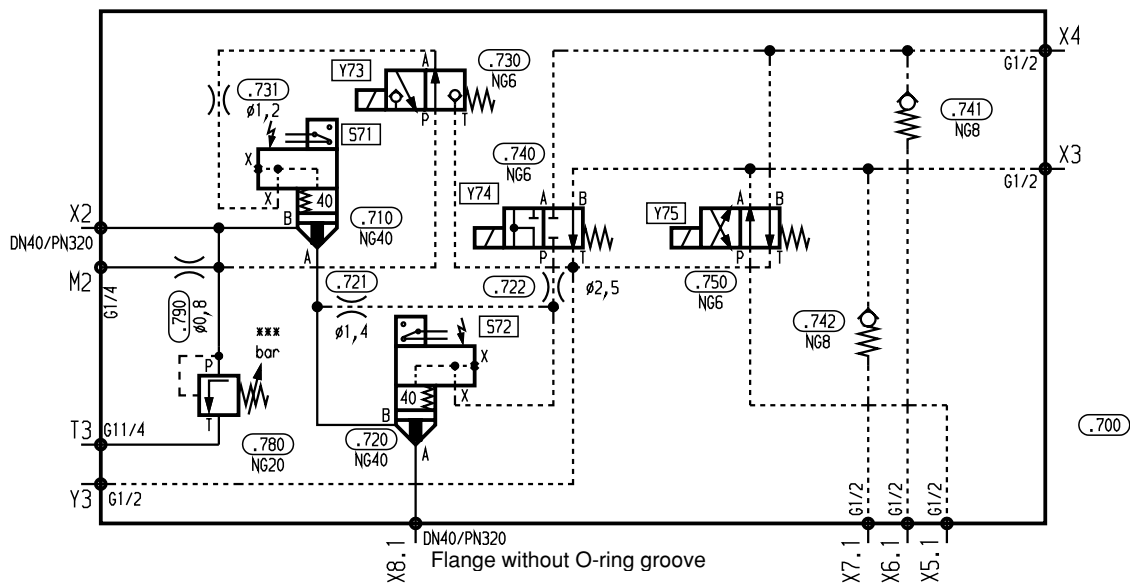 X4
G1/2
A
Y73
.730
NG6
.731
ø1,2
P
T
S71
.741
NG8
X
X
40
.740
NG6
X3
G1/2
Y74
A
B
Y75
A
B
X2
DN40/PN320
B
.710
NG40
A
P
T
P
T
M2
G1/4
.790
ø0,8
.721
ø1,4
.722
ø2,5
.750
NG6
***
bar
S72
.742
NG8
X
X
40
P
T
T3
G11/4
B
.780
NG20
.720
NG40
A
.700
Y3
G1/2
G1/2
G1/2
G1/2
DN40/PN320
X8.1
Flange without O-ring groove
X7.1
X6.1
X5.1